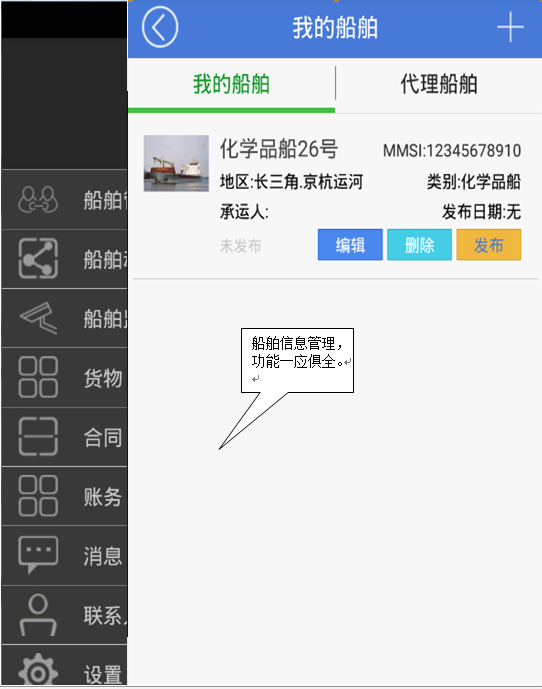 我的船舶
我的船舶
代理船舶
化学品船26号
MMSI:12345678910
地区:长三角.京杭运河
类别:化学品船
承运人:
发布日期:无
未发布
编辑
删除
发布
船舶信息管理，
功能一应俱全。
船舶
船舶
船舶
货物
合同
账务
消息
联系
设置